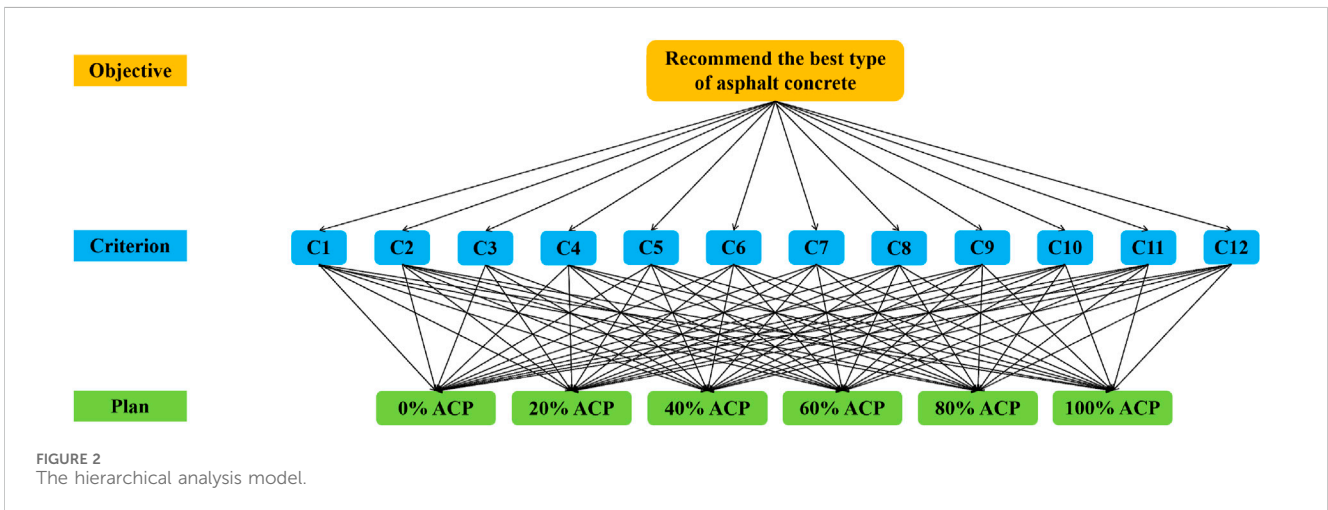 Objective
Recommend the best type
of asphalt concrete
Criterion
C1 C2 C3 C4 C5 C6 C7 C8 C9 C10 C11 C12
Plan
0% ACP 20% ACP 40% ACP 60% ACP 80% ACP 100% ACP
FIGURE 2
The hierarchical analysis model.